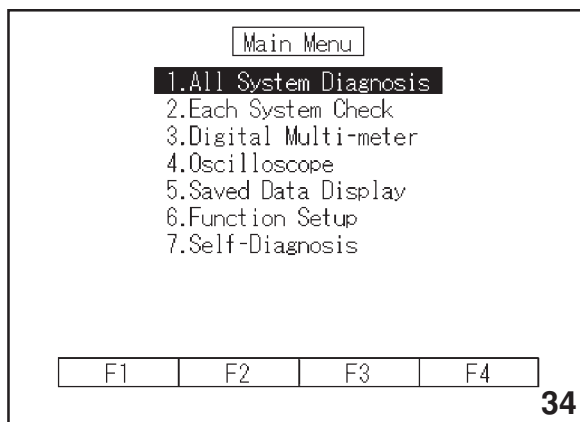 Main Menu
1.All System Diagnosis
2.Each System Check
3.Digital Multi-meter
4.Oscilloscope
5.Saved Data Display
6.Function Setup
7.Self-Diagnosis
F1 F2 F3 F4
34